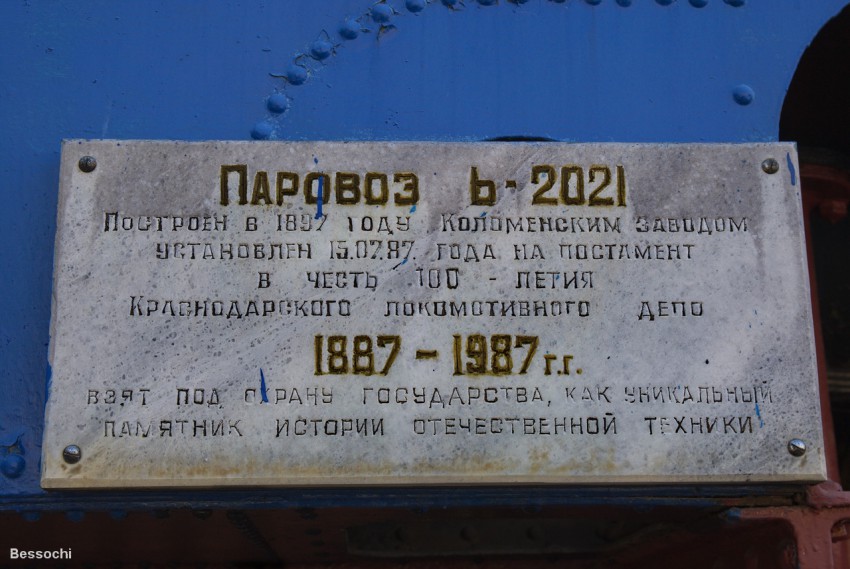 Паровоз Ь-2021
Построен в 1897 году Коломенским заводом
установлен 15.07.87. года на постамент
в честь 100 - летия
Краснодарского локомотивного депо
1887 - 1987 г.г.
взят под охрану государства, как уникальный
памятник истории отечественной техники
Bessochi